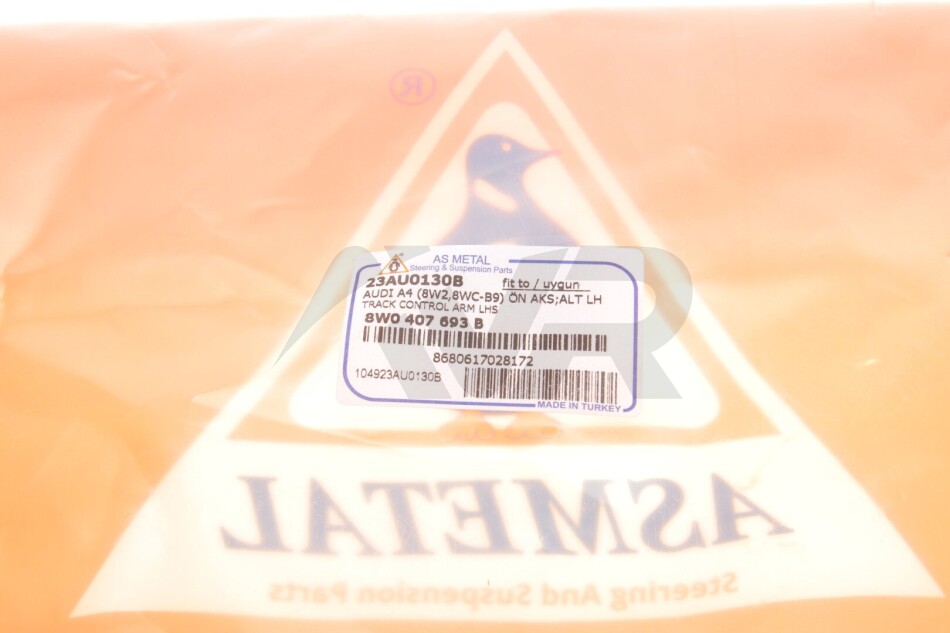 ®
AS METAL
Steering & Suspension Parts
23AU0130B fit to / uygun
AUDI A4 (8W2,8WC-B9) ÖN AKS;ALT LH
TRACK CONTROL ARM LHS
8W0 407 693 B
8680617028172
104923AU0130B
MADE IN TURKEY
ASMETAL
Steering And Suspension Parts